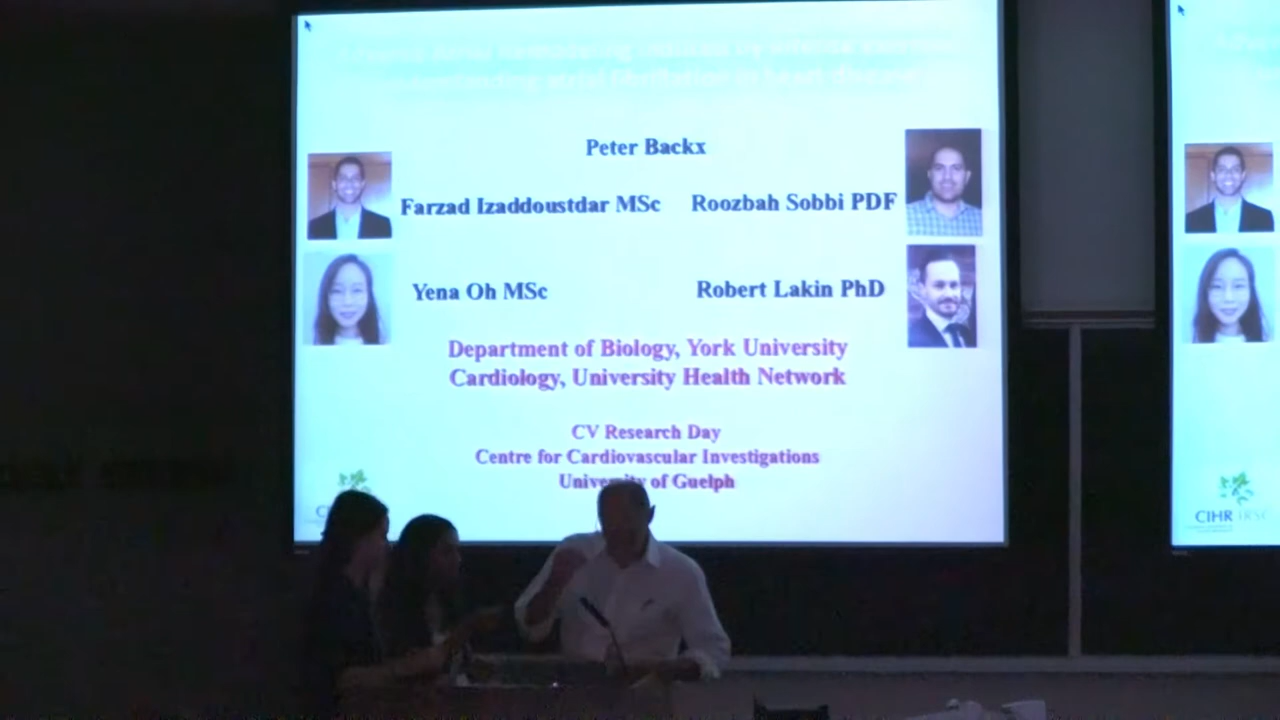 Peter Backx
Farzad Izaddoustdar MSc
Roozbah Sobbi PDF
Yena Oh MSc
Robert Lakin PhD
Department of Biology, York University
Cardiology, University Health Network
CV Research Day
Centre for Cardiovascular Investigations
University of Guelph
CIHR IRSC